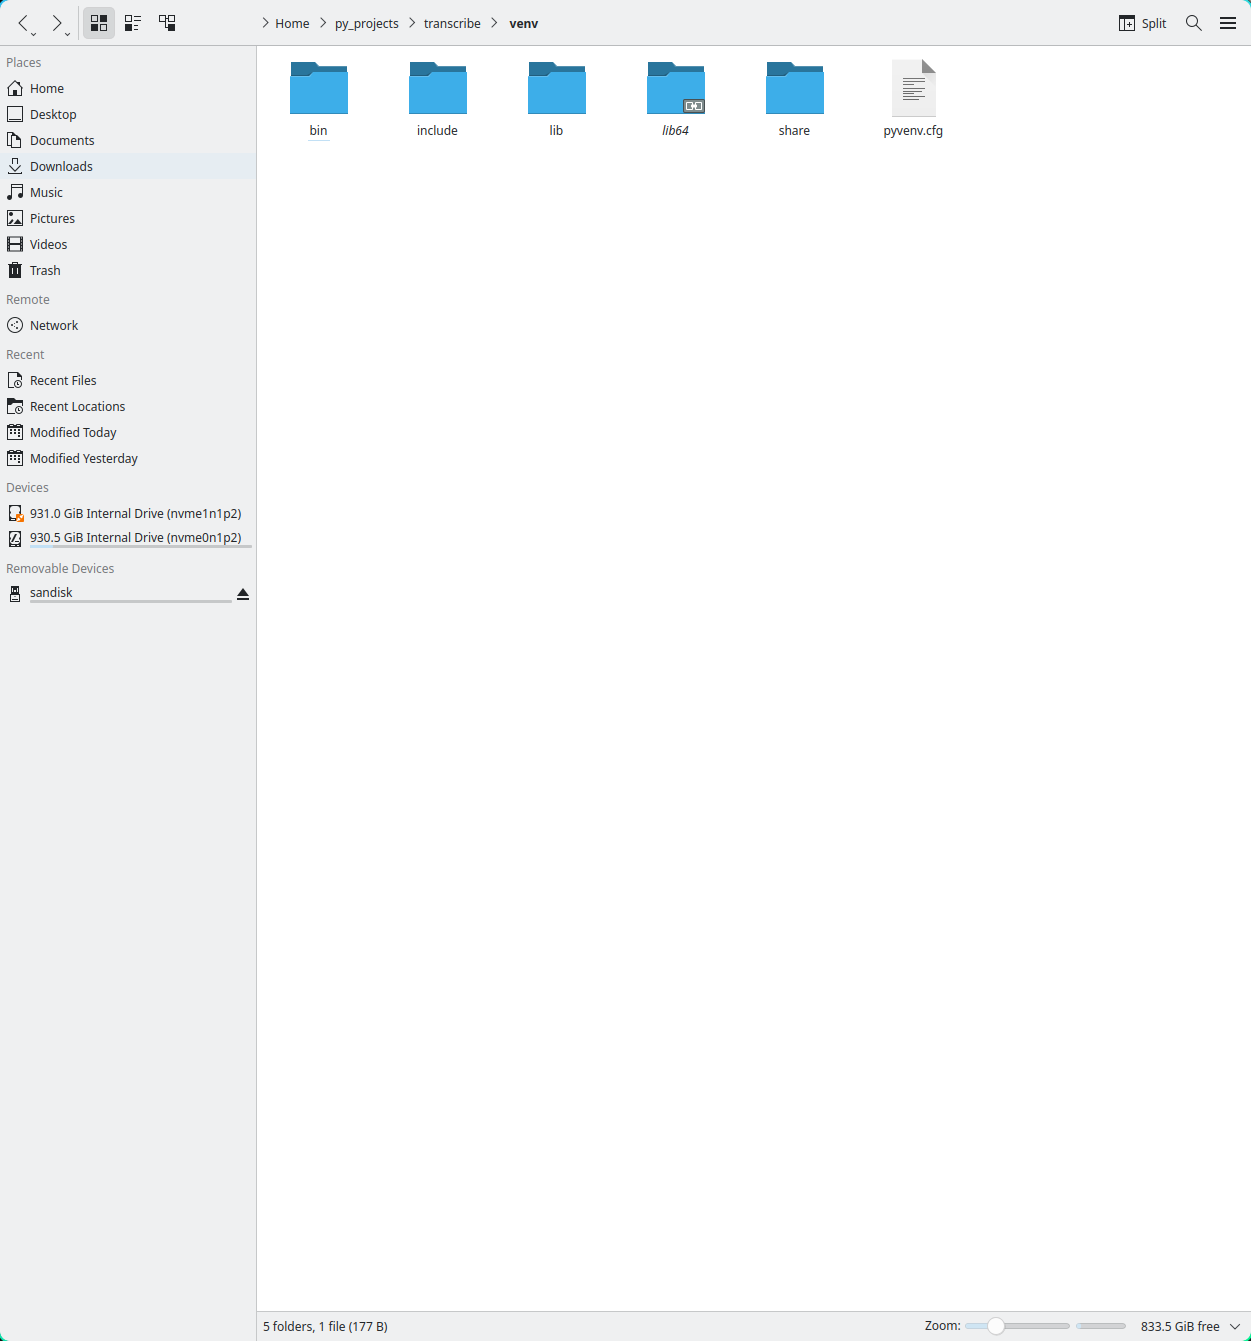 Home
py_projects
transcribe
venv
Split
Places
Home
Desktop
Documents
Downloads
Music
Pictures
Videos
Trash
Remote
Network
Recent
Recent Files
Recent Locations
Modified Today
Modified Yesterday
Devices
931.0 GiB Internal Drive (nvme1n1p2)
930.5 GiB Internal Drive (nvme0n1p2)
Removable Devices
sandisk
bin
include
lib
lib64
share
pyvenv.cfg
5 folders, 1 file (177 B)
Zoom:
833.5 GiB free